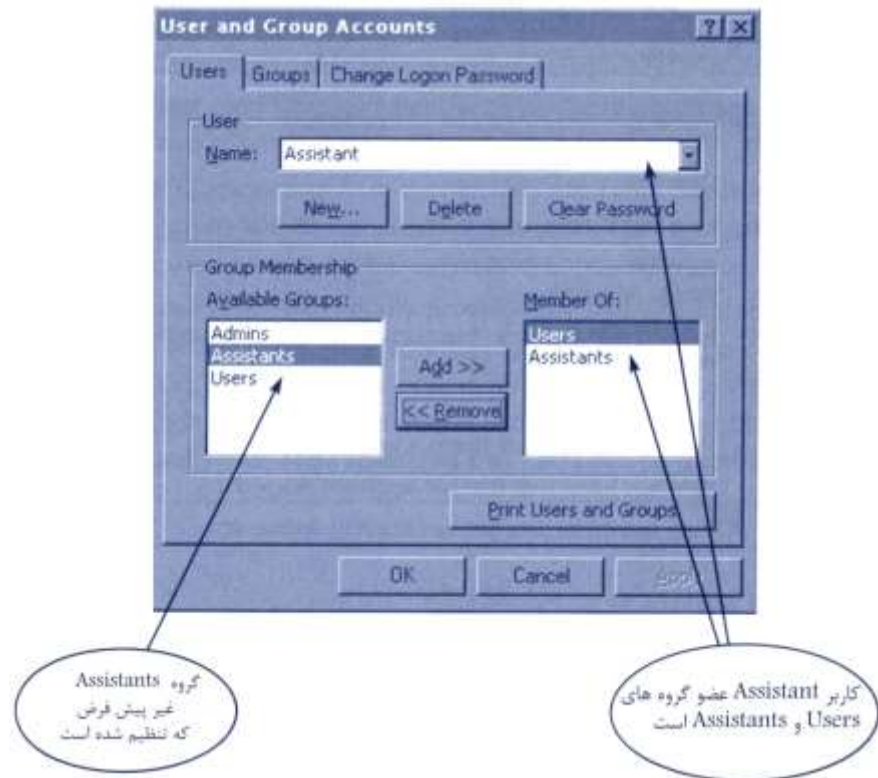 User and Group Accounts
Users Groups Change Logon Password
User
Name: Assistant
New... Delete Clear Password
Group Membership
Available Groups: Member Of:
Admins
Assistants
Users
Add >>
<< Remove
Users
Assistants
Print Users and Groups
OK Cancel Apply
گروه Assistants
غیر پیش فرض
که تنظیم شده است
کاربر Assistant عضو گروه های
Users و Assistants است